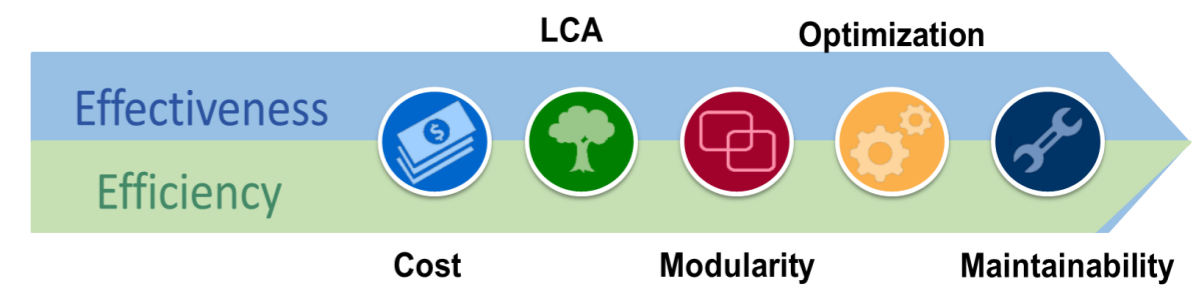 LCA
Optimization
Effectiveness
$
Efficiency
Cost
Modularity
Maintainability